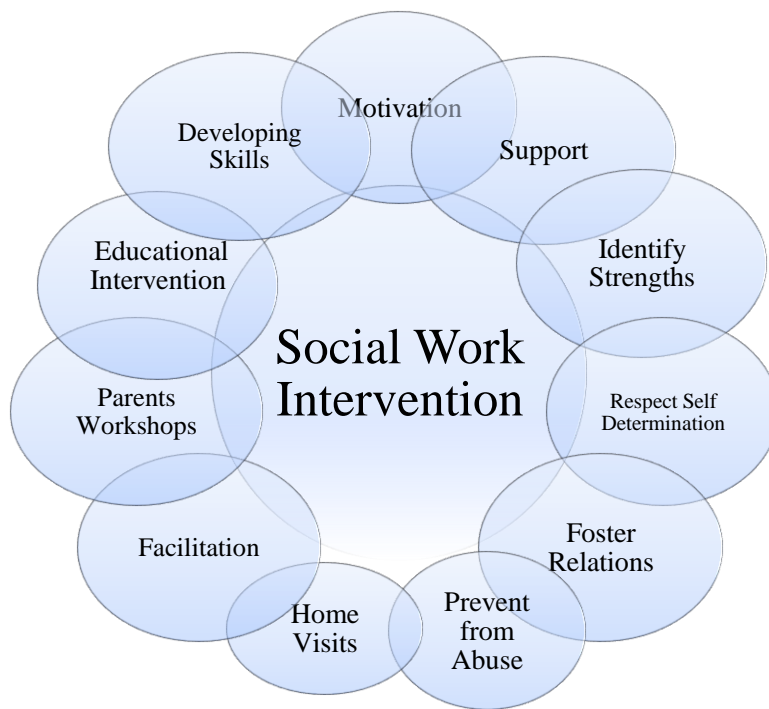 Motivation
Support
Identify
Strengths
Respect Self
Determination
Foster
Relations
Prevent
from
Abuse
Home
Visits
Facilitation
Parents
Workshops
Educational
Intervention
Developing
Skills
Social Work
Intervention